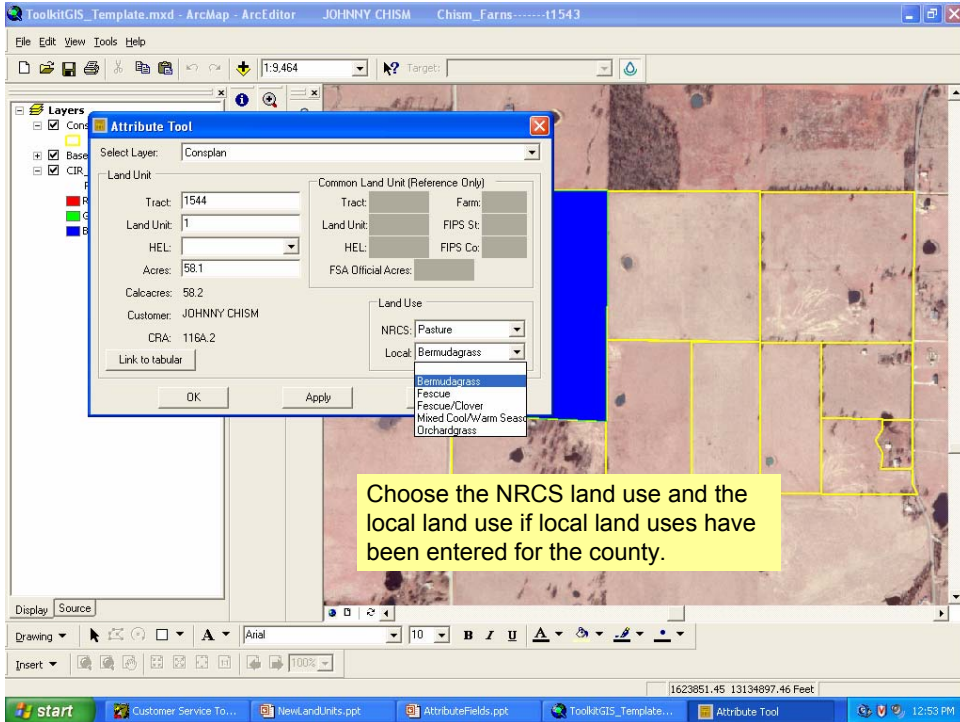 ToolkitGIS_Template.mxd - ArcMap - ArcEditor JOHNNY CHISM Chism_Farns-------t1543
File Edit View Tools Help
1:9,464 Target:
Layers
Cons
Base
CIR_
Attribute Tool
Select Layer: Consplan
Land Unit
Tract: 1544
Land Unit: 1
HEL:
Acres: 58.1
Calcacres: 58.2
Customer: JOHNNY CHISM
CRA: 116A.2
Link to tabular
Common Land Unit (Reference Only)
Tract: Farm:
Land Unit: FIPS St:
HEL: FIPS Co:
FSA Official Acres:
Land Use
NRCS: Pasture
Local: Bermudagrass
Bermudagrass
Fescue
Fescue/Clover
Mixed Cool/Warm Seaso
Orchardgrass
OK Apply
Choose the NRCS land use and the
local land use if local land uses have
been entered for the county.
Display Source
Drawing A Arial 10 B I U A
Insert 100%
1623851.45 13134897.46 Feet
start Customer Service To... NewLandUnits.ppt AttributeFields.ppt ToolkitGIS_Template... Attribute Tool 12:53 PM